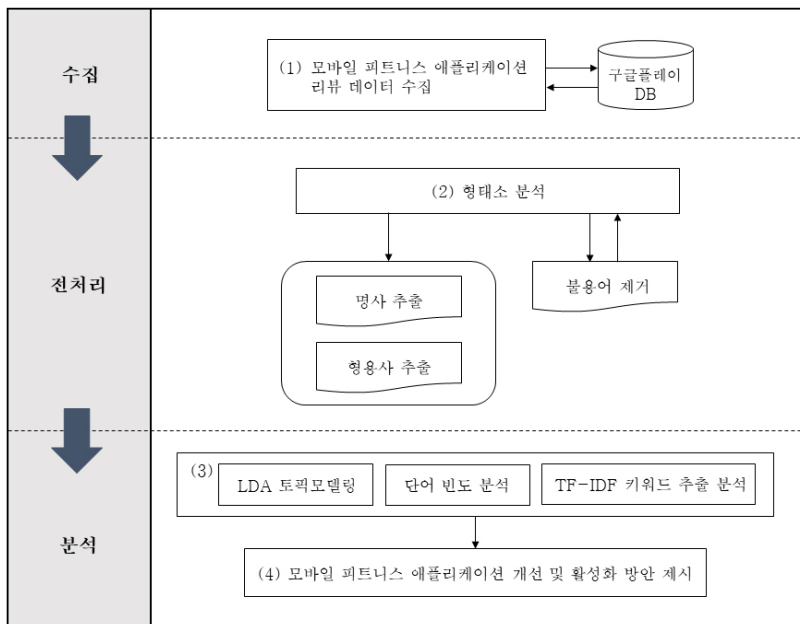 수집
(1) 모바일 피트니스 애플리케이션
리뷰 데이터 수집
구글플레이
DB
전처리
(2) 형태소 분석
명사 추출
형용사 추출
불용어 제거
분석
(3)
LDA 토픽모델링
단어 빈도 분석
TF-IDF 키워드 추출 분석
(4) 모바일 피트니스 애플리케이션 개선 및 활성화 방안 제시